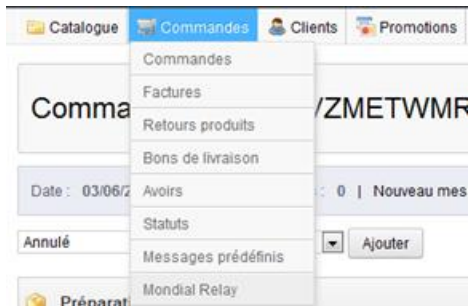 Catalogue Commandes Clients Promotions
Commandes
Factures
Comma /ZMETWMR
Retours produits
Bons de livraison
Date : 03/06/2 Avoirs : 0 | Nouveau mes
Statuts
Annulé Ajouter
Messages prédéfinis
Mondial Relay
Préparat